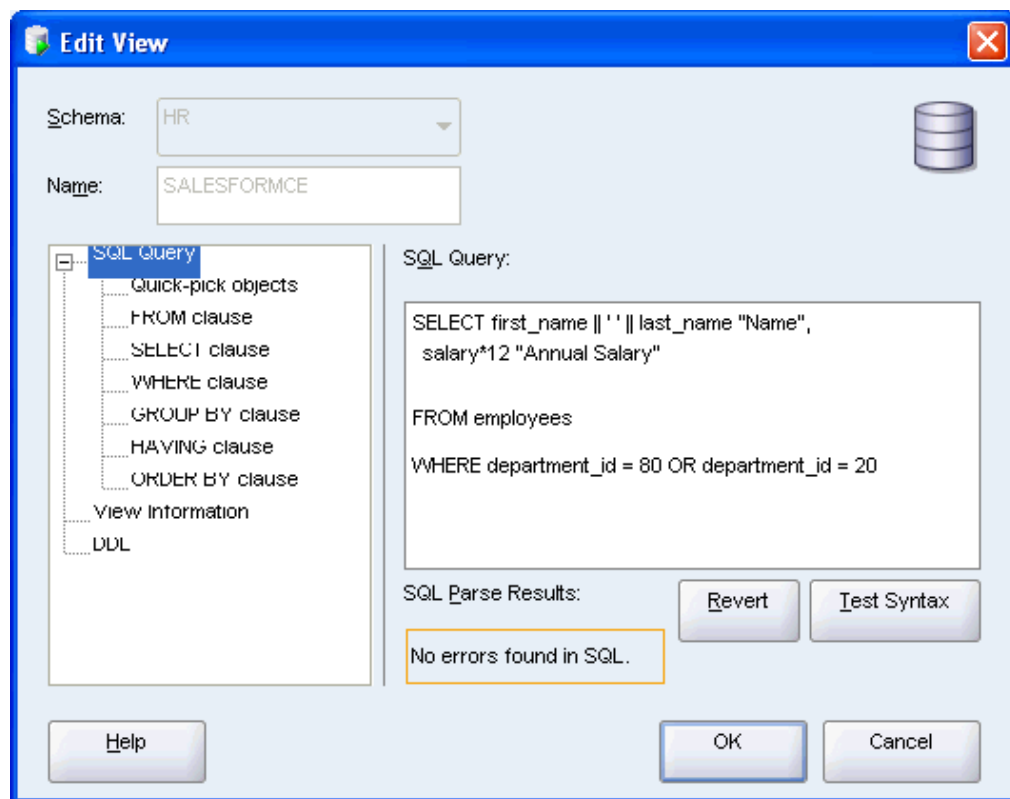 Edit View
Schema:
HR
Name:
SALESFORMCE
SQL Query
Quick-pick objects
FROM clause
SELECT clause
WHERE clause
GROUP BY clause
HAVING clause
ORDER BY clause
View Information
DDL
SQL Query:
SELECT first_name || ' ' || last_name "Name",
salary*12 "Annual Salary"
FROM employees
WHERE department_id = 80 OR department_id = 20
SQL Parse Results:
Revert
Test Syntax
No errors found in SQL.
Help
OK
Cancel